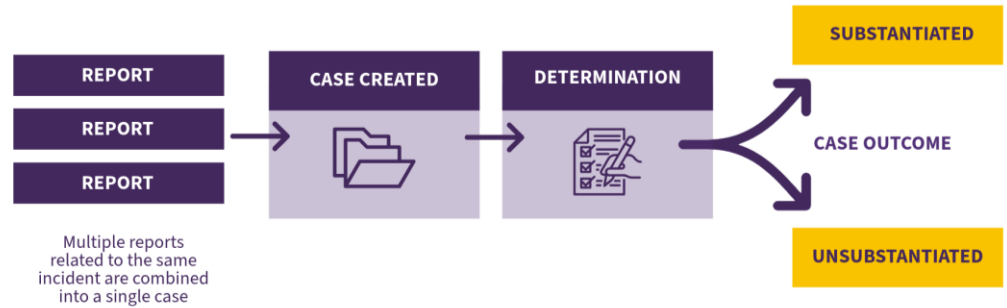 REPORT
REPORT
REPORT
Multiple reports
related to the same
incident are combined
into a single case
CASE CREATED
DETERMINATION
SUBSTANTIATED
CASE OUTCOME
UNSUBSTANTIATED